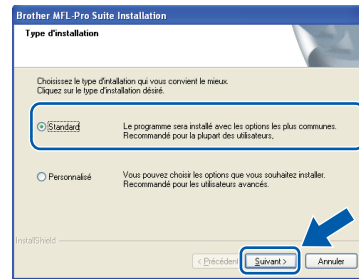 Brother MFL-Pro Suite Installation
Type d'installation
Choisissez le type d'intallation qui vous convient le mieux.
Cliquez sur le type d'installation désiré.
Standard
Le programme sera installé avec les options les plus communes.
Recommandé pour la plupart des utilisateurs.
Personnalisé
Vous pouvez choisir les options que vous souhaitez installer.
Recommandé pour les utilisateurs avancés.
InstallShield
< Précédent
Suivant >
Annuler